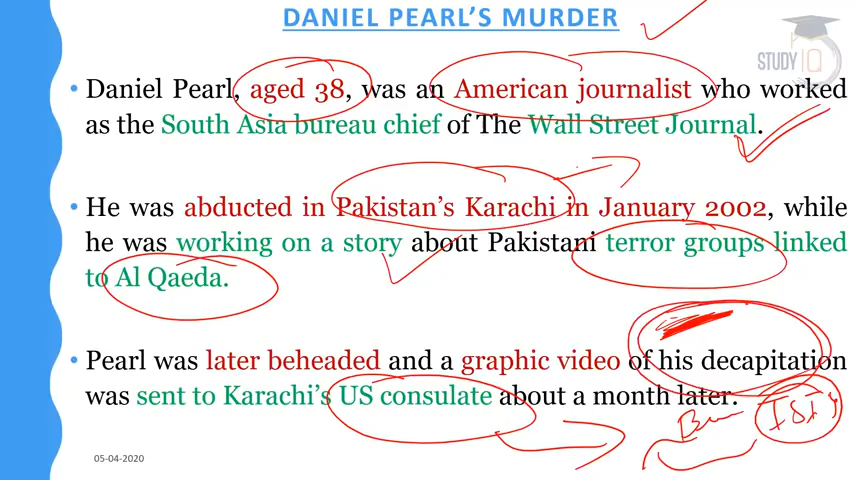 DANIEL PEARL’S MURDER
STUDY IQ
• Daniel Pearl, aged 38, was an American journalist who worked
as the South Asia bureau chief of The Wall Street Journal.
• He was abducted in Pakistan’s Karachi in January 2002, while
he was working on a story about Pakistani terror groups linked
to Al Qaeda.
• Pearl was later beheaded and a graphic video of his decapitation
was sent to Karachi’s US consulate about a month later.
05-04-2020